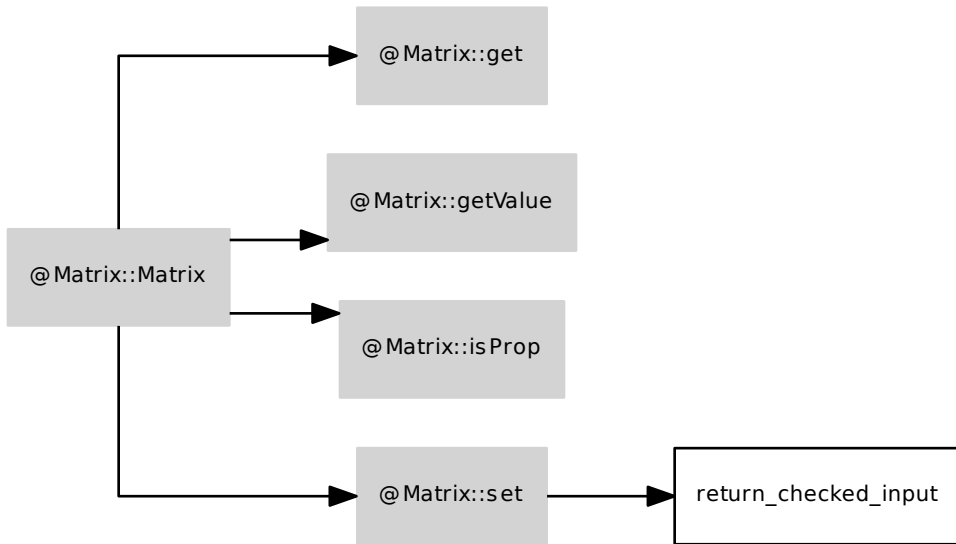 @Matrix::get
@Matrix::getValue
@Matrix::Matrix
@Matrix::isProp
@Matrix::set
return_checked_input